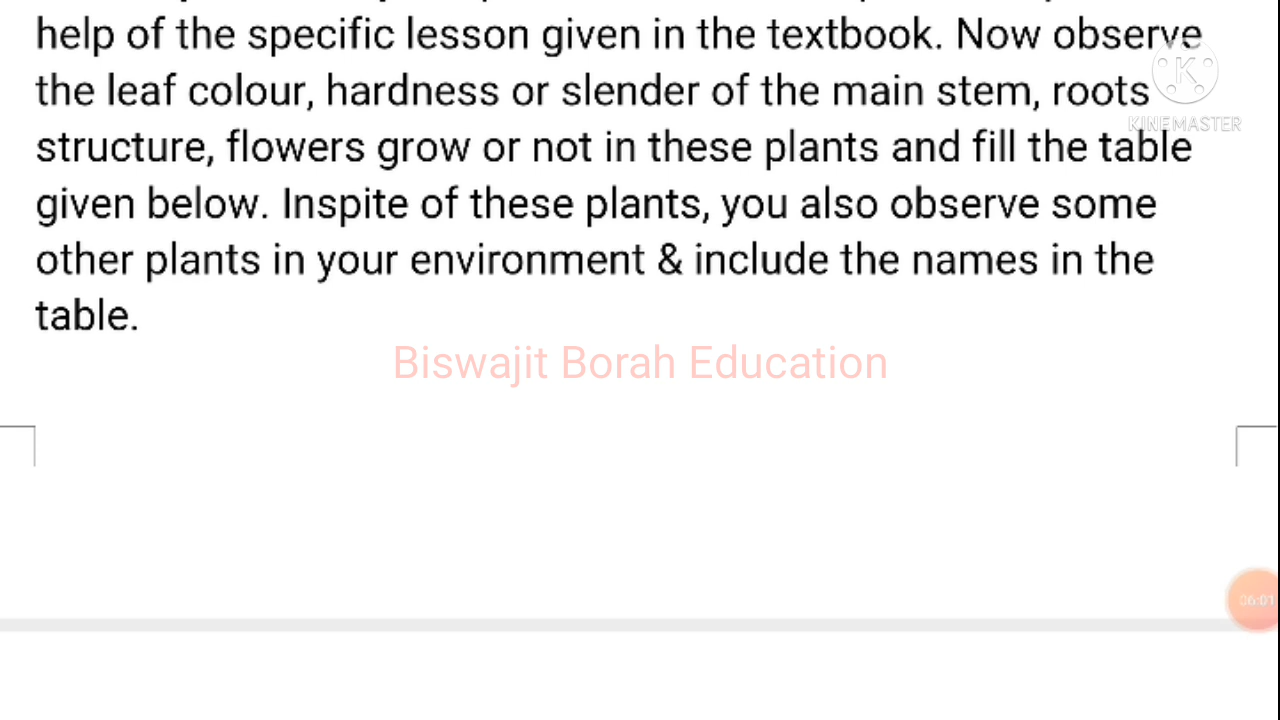 help of the specific lesson given in the textbook. Now observe
the leaf colour, hardness or slender of the main stem, roots
K
KINEMASTER
structure, flowers grow or not in these plants and fill the table
given below. Inspite of these plants, you also observe some
other plants in your environment & include the names in the
table.
Biswajit Borah Education
06:01